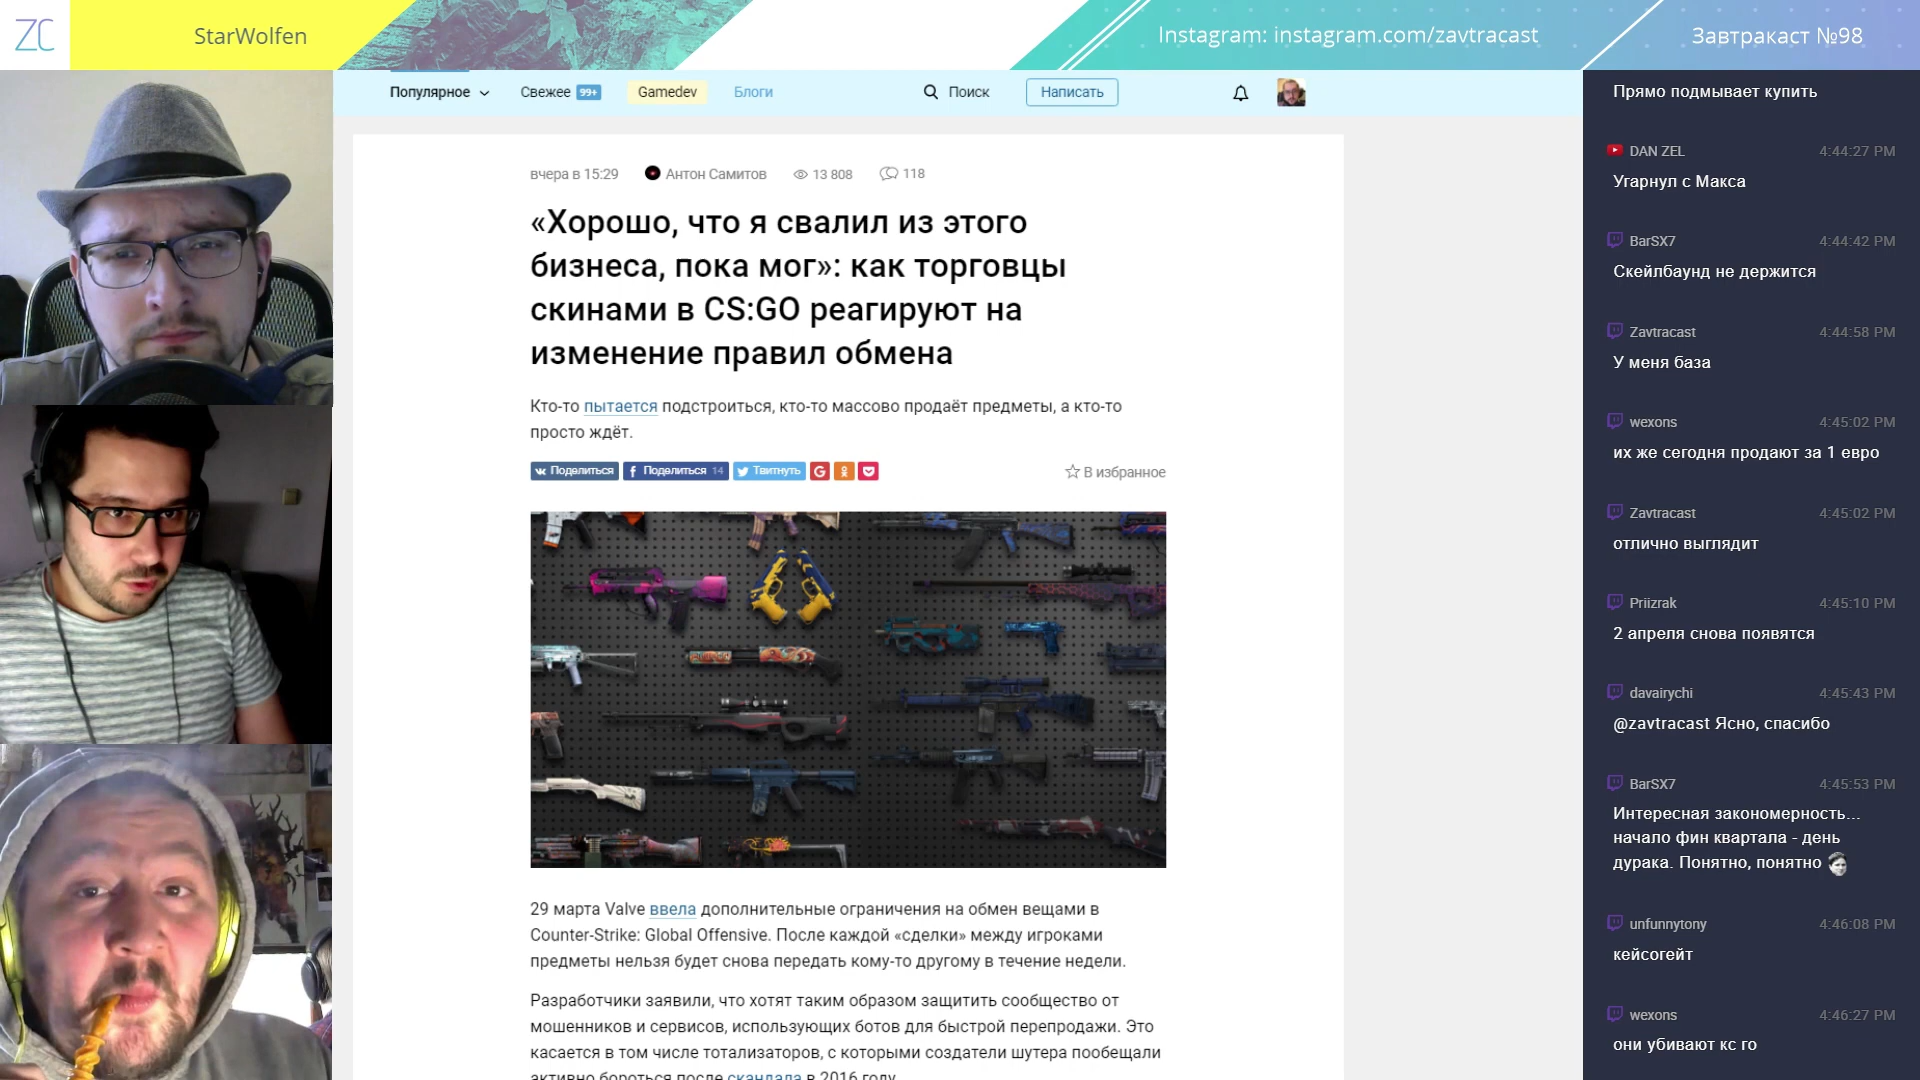 ZC
StarWolfen
Instagram: instagram.com/zavtracast
Завтракаст №98
Популярное
Свежее 99+
Gamedev
Блоги
Поиск
Написать
вчера в 15:29 Антон Самитов 13 808 118
«Хорошо, что я свалил из этого
бизнеса, пока мог»: как торговцы
скинами в CS:GO реагируют на
изменение правил обмена
Кто-то пытается подстроиться, кто-то массово продаёт предметы, а кто-то
просто ждёт.
Поделиться
Поделиться 14
Твитнуть
В избранное
29 марта Valve ввела дополнительные ограничения на обмен вещами в
Counter-Strike: Global Offensive. После каждой «сделки» между игроками
предметы нельзя будет снова передать кому-то другому в течение недели.
Разработчики заявили, что хотят таким образом защитить сообщество от
мошенников и сервисов, использующих ботов для быстрой перепродажи. Это
касается в том числе тотализаторов, с которыми создатели шутера пообещали
активно бороться после скандала в 2016 году.
Прямо подмывает купить
DAN ZEL 4:44:27 PM
Угарнул с Макса
BarSX7 4:44:42 PM
Скейлбаунд не держится
Zavtracast 4:44:58 PM
У меня база
wexons 4:45:02 PM
их же сегодня продают за 1 евро
Zavtracast 4:45:02 PM
отлично выглядит
Priizrak 4:45:10 PM
2 апреля снова появятся
davairychi 4:45:43 PM
@zavtracast Ясно, спасибо
BarSX7 4:45:53 PM
Интересная закономерность...
начало фин квартала - день
дурака. Понятно, понятно
unfunnytony 4:46:08 PM
кейсогейт
wexons 4:46:27 PM
они убивают кс го